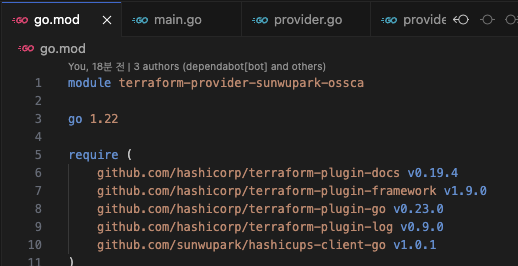 go.mod × main.go provider.go provide
go.mod
You, 18분 전 | 3 authors (dependabot[bot] and others)
1 module terraform-provider-sunwupark-ossca
2
3 go 1.22
4
5 require (
6 github.com/hashicorp/terraform-plugin-docs v0.19.4
7 github.com/hashicorp/terraform-plugin-framework v1.9.0
8 github.com/hashicorp/terraform-plugin-go v0.23.0
9 github.com/hashicorp/terraform-plugin-log v0.9.0
10 github.com/sunwupark/hashicups-client-go v1.0.1
11 )